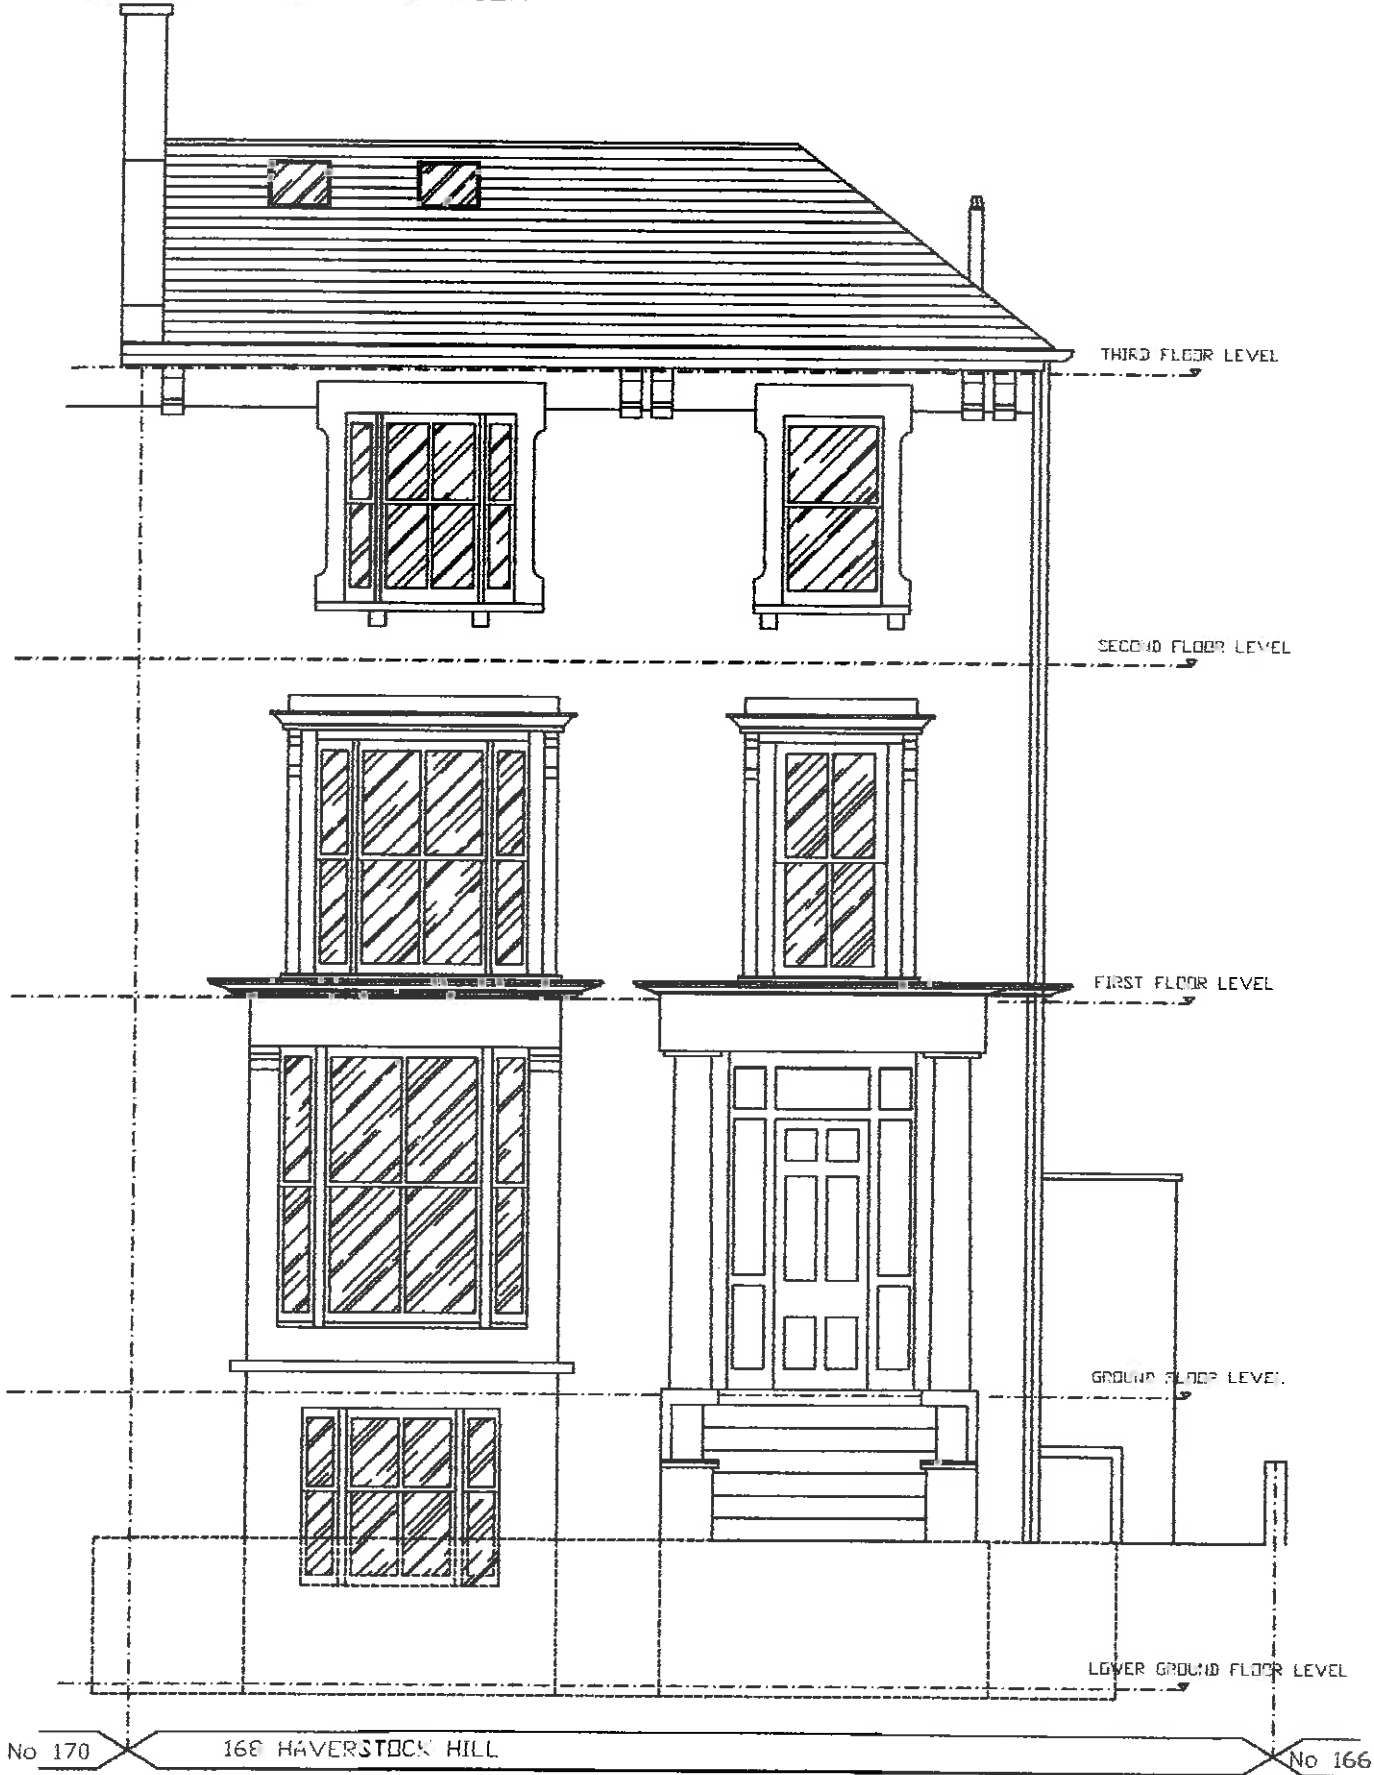 THIRD FLOOR LEVEL
SECOND FLOOR LEVEL
FIRST FLOOR LEVEL
GROUND FLOOR LEVEL
LOWER GROUND FLOOR LEVEL
No 170
168 HAVERSTOCK HILL
No 166